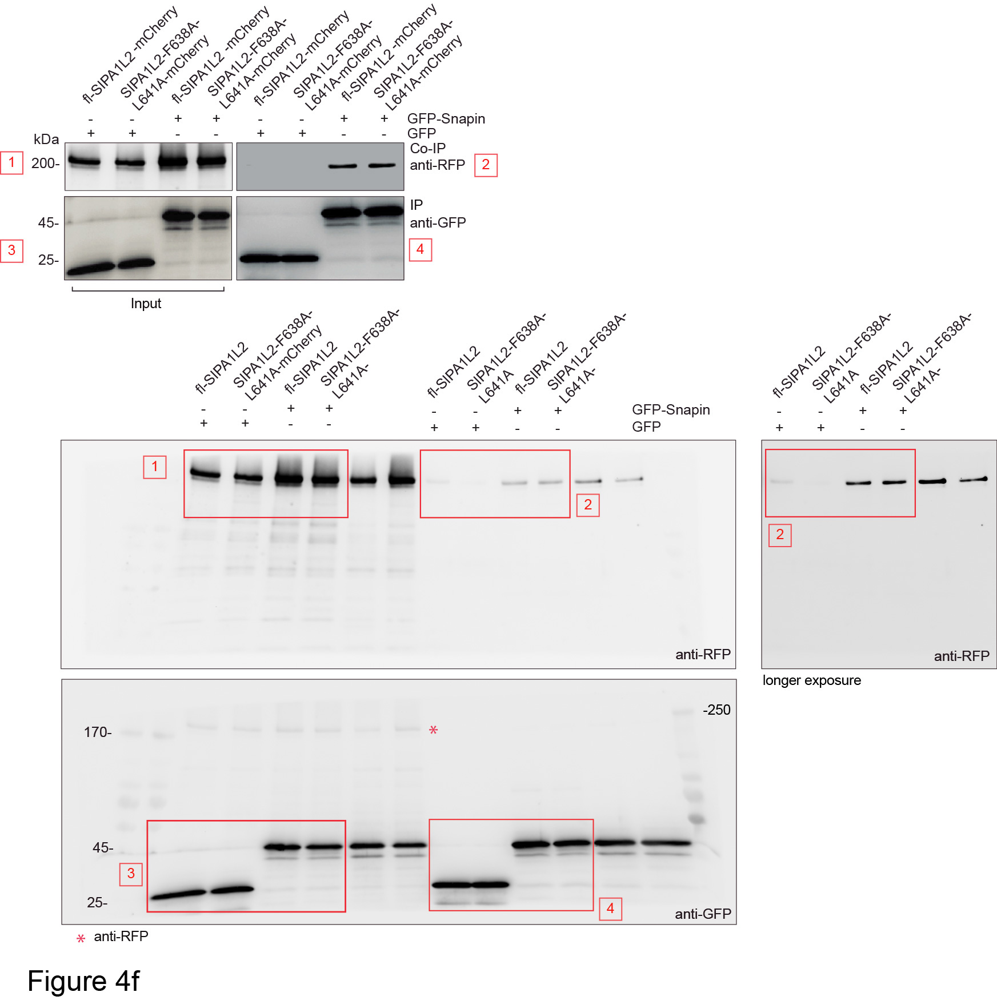 fl-SIPA1L2 -mCherry
SIPA1L2-F638A-
L641A-mCherry
fl-SIPA1L2 -mCherry
SIPA1L2-F638A-
L641A-mCherry
fl-SIPA1L2 -mCherry
SIPA1L2-F638A-
L641A-mCherry
fl-SIPA1L2 -mCherry
SIPA1L2-F638A-
L641A-mCherry
- - + + - - + + GFP-Snapin
+ + - - + + - - GFP
kDa
Co-IP
1 200- anti-RFP 2
IP
45- anti-GFP
3 4
25-
Input
fl-SIPA1L2
SIPA1L2-F638A-
L641A-mCherry
fl-SIPA1L2
SIPA1L2-F638A-
L641A-
fl-SIPA1L2
SIPA1L2-F638A-
L641A
fl-SIPA1L2
SIPA1L2-F638A-
L641A-
fl-SIPA1L2
SIPA1L2-F638A-
L641A
fl-SIPA1L2
SIPA1L2-F638A-
L641A-
- - + + - - + + GFP-Snapin - - + +
+ + - - + + - - GFP + + - -
1
2
2
anti-RFP
anti-RFP
longer exposure
-250
170- *
45-
3
25-
4
anti-GFP
* anti-RFP
Figure 4f